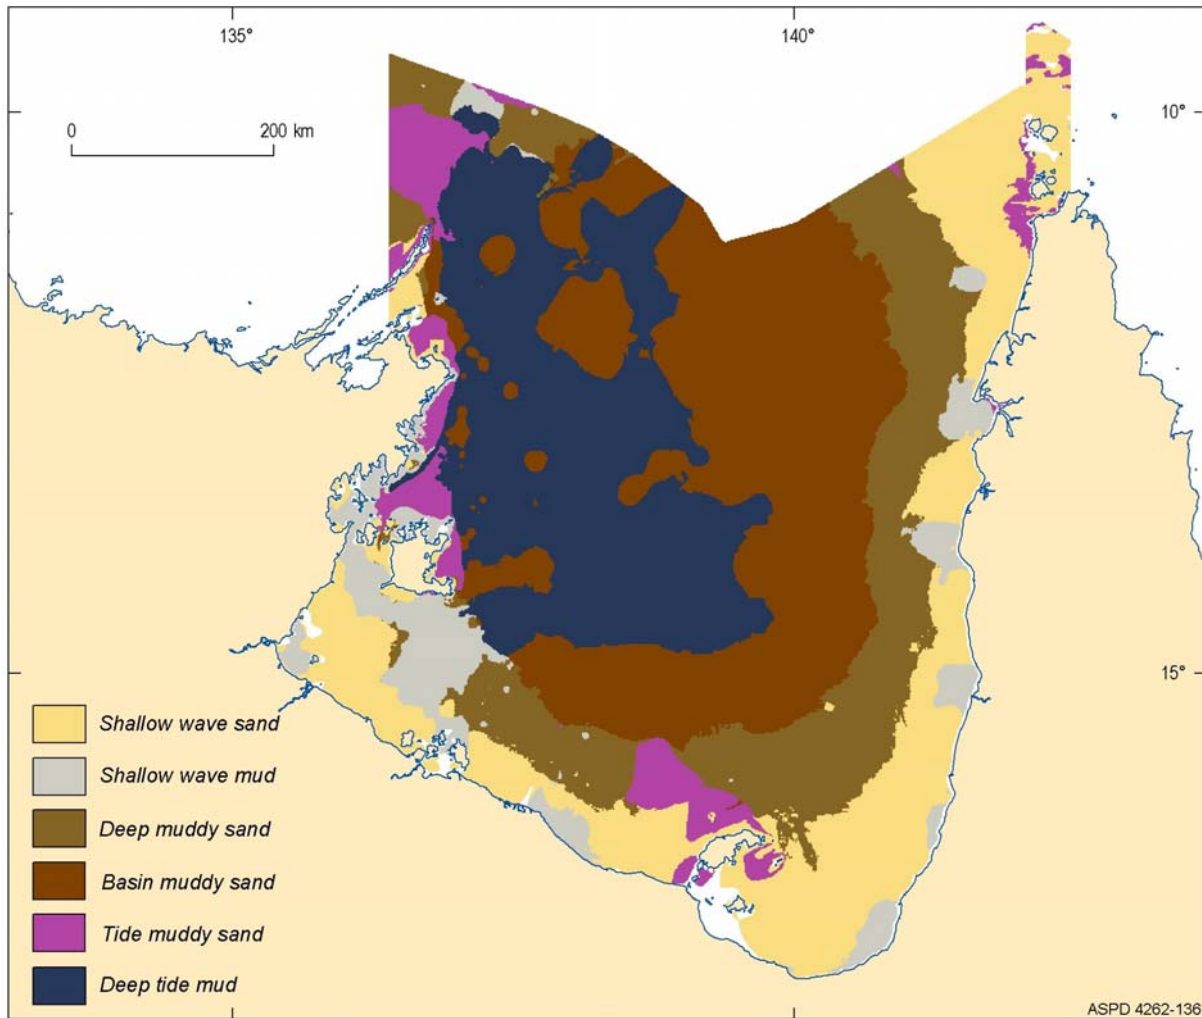 135°
140°
10°
0
200 km
15°
Shallow wave sand
Shallow wave mud
Deep muddy sand
Basin muddy sand
Tide muddy sand
Deep tide mud
ASPD 4262-136